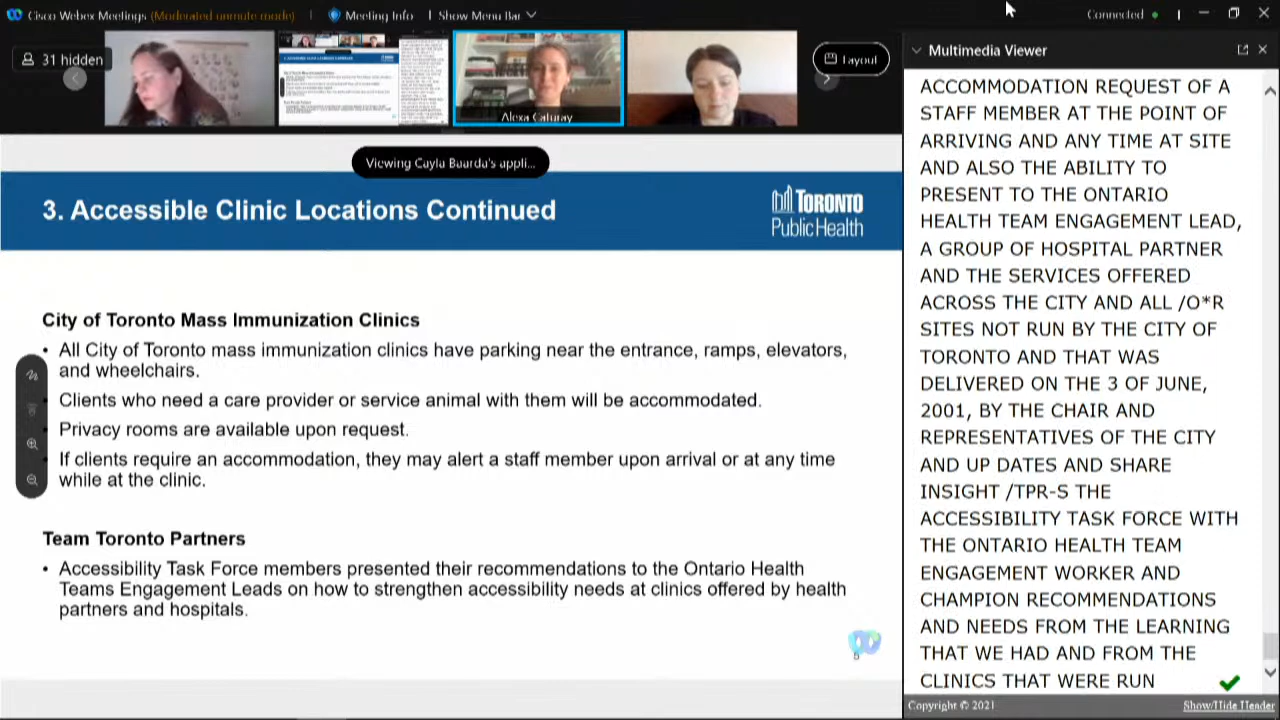 Cisco Webex Meetings (Moderated unmute mode) | Meeting Info | Show Menu Bar
31 hidden
Layout
Multimedia Viewer
Viewing Cayla Baarda's appli...
3. Accessible Clinic Locations Continued
TORONTO
Public Health
City of Toronto Mass Immunization Clinics
• All City of Toronto mass immunization clinics have parking near the entrance, ramps, elevators,
and wheelchairs.
• Clients who need a care provider or service animal with them will be accommodated.
• Privacy rooms are available upon request.
• If clients require an accommodation, they may alert a staff member upon arrival or at any time
while at the clinic.
Team Toronto Partners
• Accessibility Task Force members presented their recommendations to the Ontario Health
Teams Engagement Leads on how to strengthen accessibility needs at clinics offered by health
partners and hospitals.
5
ACCOMMODATION REQUEST OF A
STEFF MEMBER AT THE POINT OF
ARRIVING AND ANY TIME AT SITE
AND ALSO THE ABILITY TO
PRESENT TO THE ONTARIO
HEALTH TEAM ENGAGEMENT LEAD,
A GROUP OF HOSPITAL PARTNER
AND THE SERVICES OFFERED
ACROSS THE CITY AND ALL /O*R
SITES NOT RUN BY THE CITY OF
TORONTO AND THAT WAS
DELIVERED ON THE 3 OF JUNE,
2001, BY THE CHAIR AND
REPRESENTATIVES OF THE CITY
AND UP DATES AND SHARE
INSIGHT /TPR-S THE
ACCESSIBILITY TASK FORCE WITH
THE ONTARIO HEALTH TEAM
ENGAGEMENT WORKER AND
CHAMPION RECOMMENDATIONS
AND NEEDS FROM THE LEARNING
THAT WE HAD AND FROM THE
CLINICS THAT WERE RUN
Copyright © 2021
Show/Hide Header